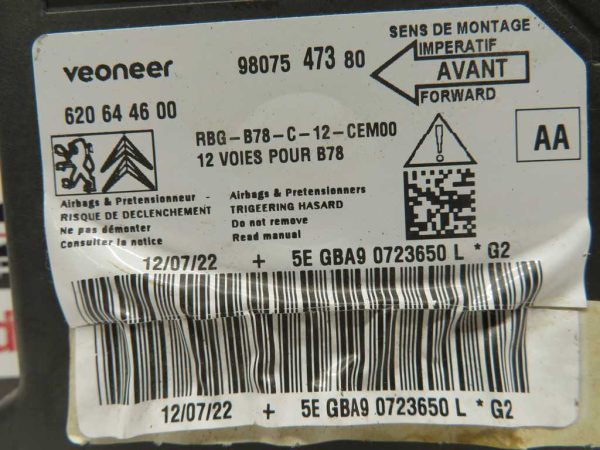 veoneer
98075 473 80
SENS DE MONTAGE
IMPERATIF
AVANT
FORWARD
620 64 46 00
RBG-B78-C-12-CEM00
12 VOIES POUR B78
AA
Airbags & Pretensionneur
RISQUE DE DECLENCHEMENT
Ne pas démonter
Consulter la notice
Airbags & Pretensionners
TRIGEERING HASARD
Do not remove
Read manual
12/07/22 + 5E GBA9 0723650 L * G2
12/07/22 + 5E GBA9 0723650 L * G2